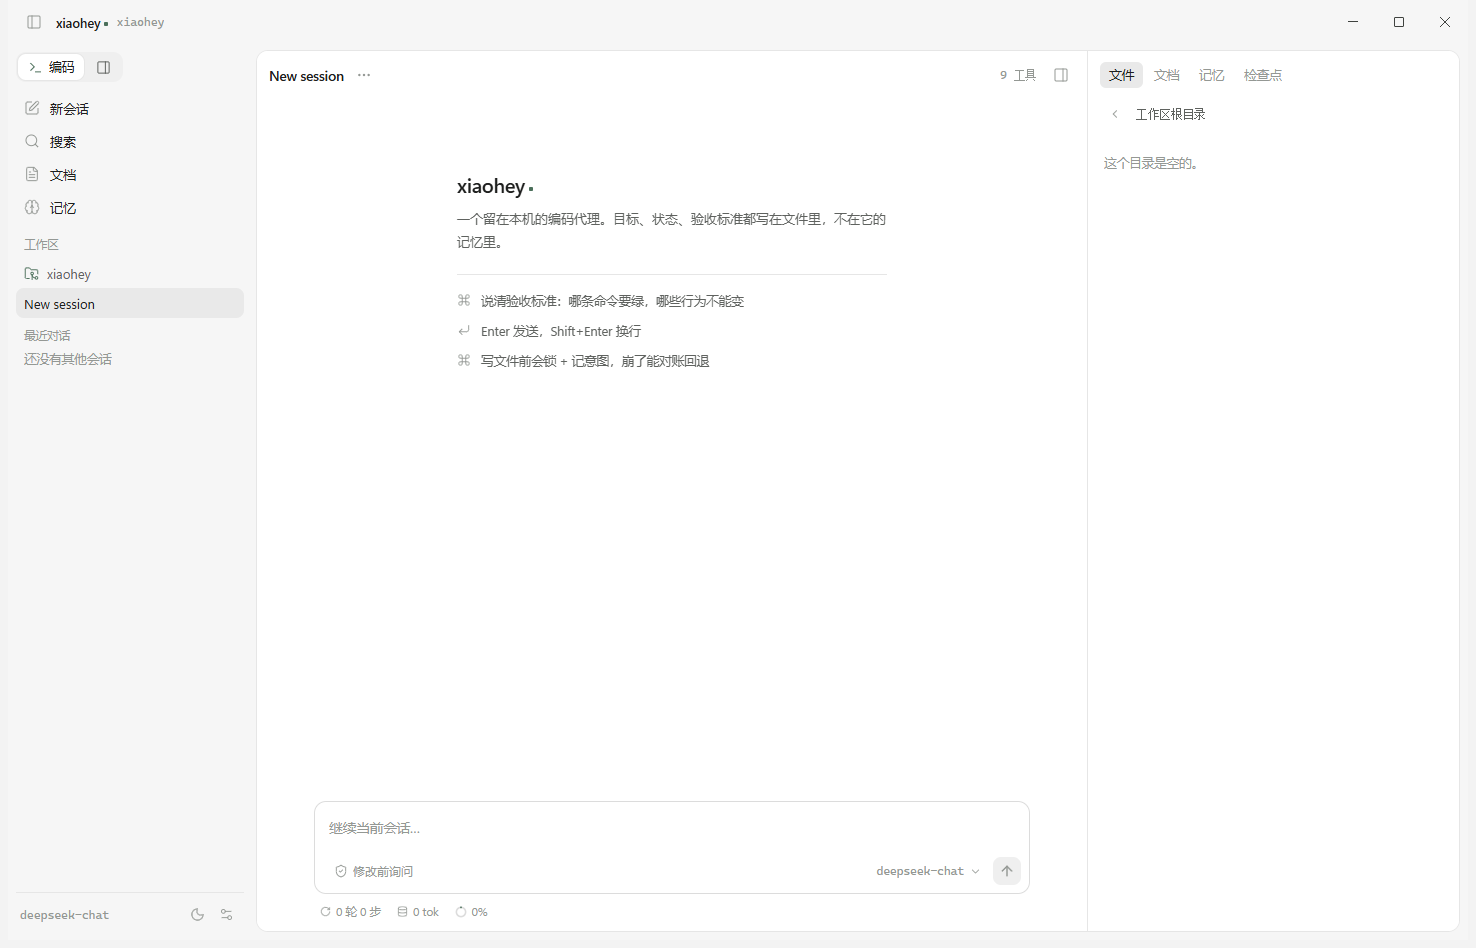 xiaohey xiaohey
编码
新会话
搜索
文档
记忆
工作区
xiaohey
New session
最近对话
还没有其他会话
deepseek-chat
New session ···
9 工具
xiaohey
一个留在本机的编码代理。目标、状态、验收标准都写在文件里，不在它的
记忆里。
说清验收标准：哪条命令要绿，哪些行为不能变
Enter 发送，Shift+Enter 换行
写文件前会锁 + 记意图，崩了能对账回退
继续当前会话...
修改前询问
deepseek-chat
0 轮 0 步 0 tok 0%
文件 文档 记忆 检查点
工作区根目录
这个目录是空的。